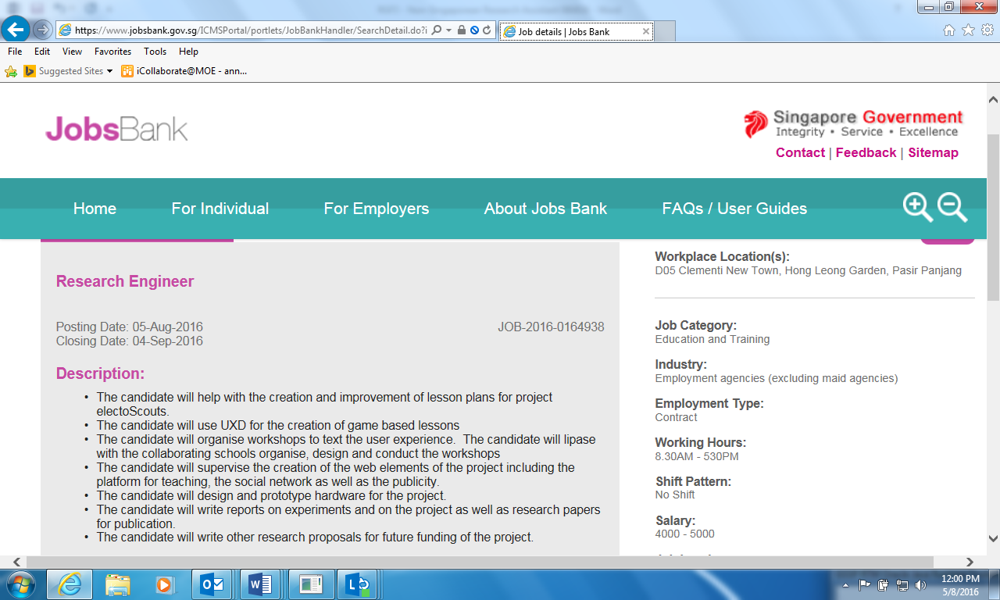 https://www.jobsbank.gov.sg/ICMSPortal/portlets/JobBankHandler/SearchDetail.do?i
Job details | Jobs Bank
File Edit View Favorites Tools Help
Suggested Sites iCollaborate@MOE - ann...
JobsBank
Singapore Government
Integrity • Service • Excellence
Contact | Feedback | Sitemap
Home For Individual For Employers About Jobs Bank FAQs / User Guides
Research Engineer
Posting Date: 05-Aug-2016 JOB-2016-0164938
Closing Date: 04-Sep-2016
Description:
• The candidate will help with the creation and improvement of lesson plans for project
electoScouts.
• The candidate will use UXD for the creation of game based lessons
• The candidate will organise workshops to text the user experience.  The candidate will lipase
with the collaborating schools organise, design and conduct the workshops
• The candidate will supervise the creation of the web elements of the project including the
platform for teaching, the social network as well as the publicity.
• The candidate will design and prototype hardware for the project.
• The candidate will write reports on experiments and on the project as well as research papers
for publication.
• The candidate will write other research proposals for future funding of the project.
Workplace Location(s):
D05 Clementi New Town, Hong Leong Garden, Pasir Panjang
Job Category:
Education and Training
Industry:
Employment agencies (excluding maid agencies)
Employment Type:
Contract
Working Hours:
8.30AM - 530PM
Shift Pattern:
No Shift
Salary:
4000 - 5000
12:00 PM
5/8/2016